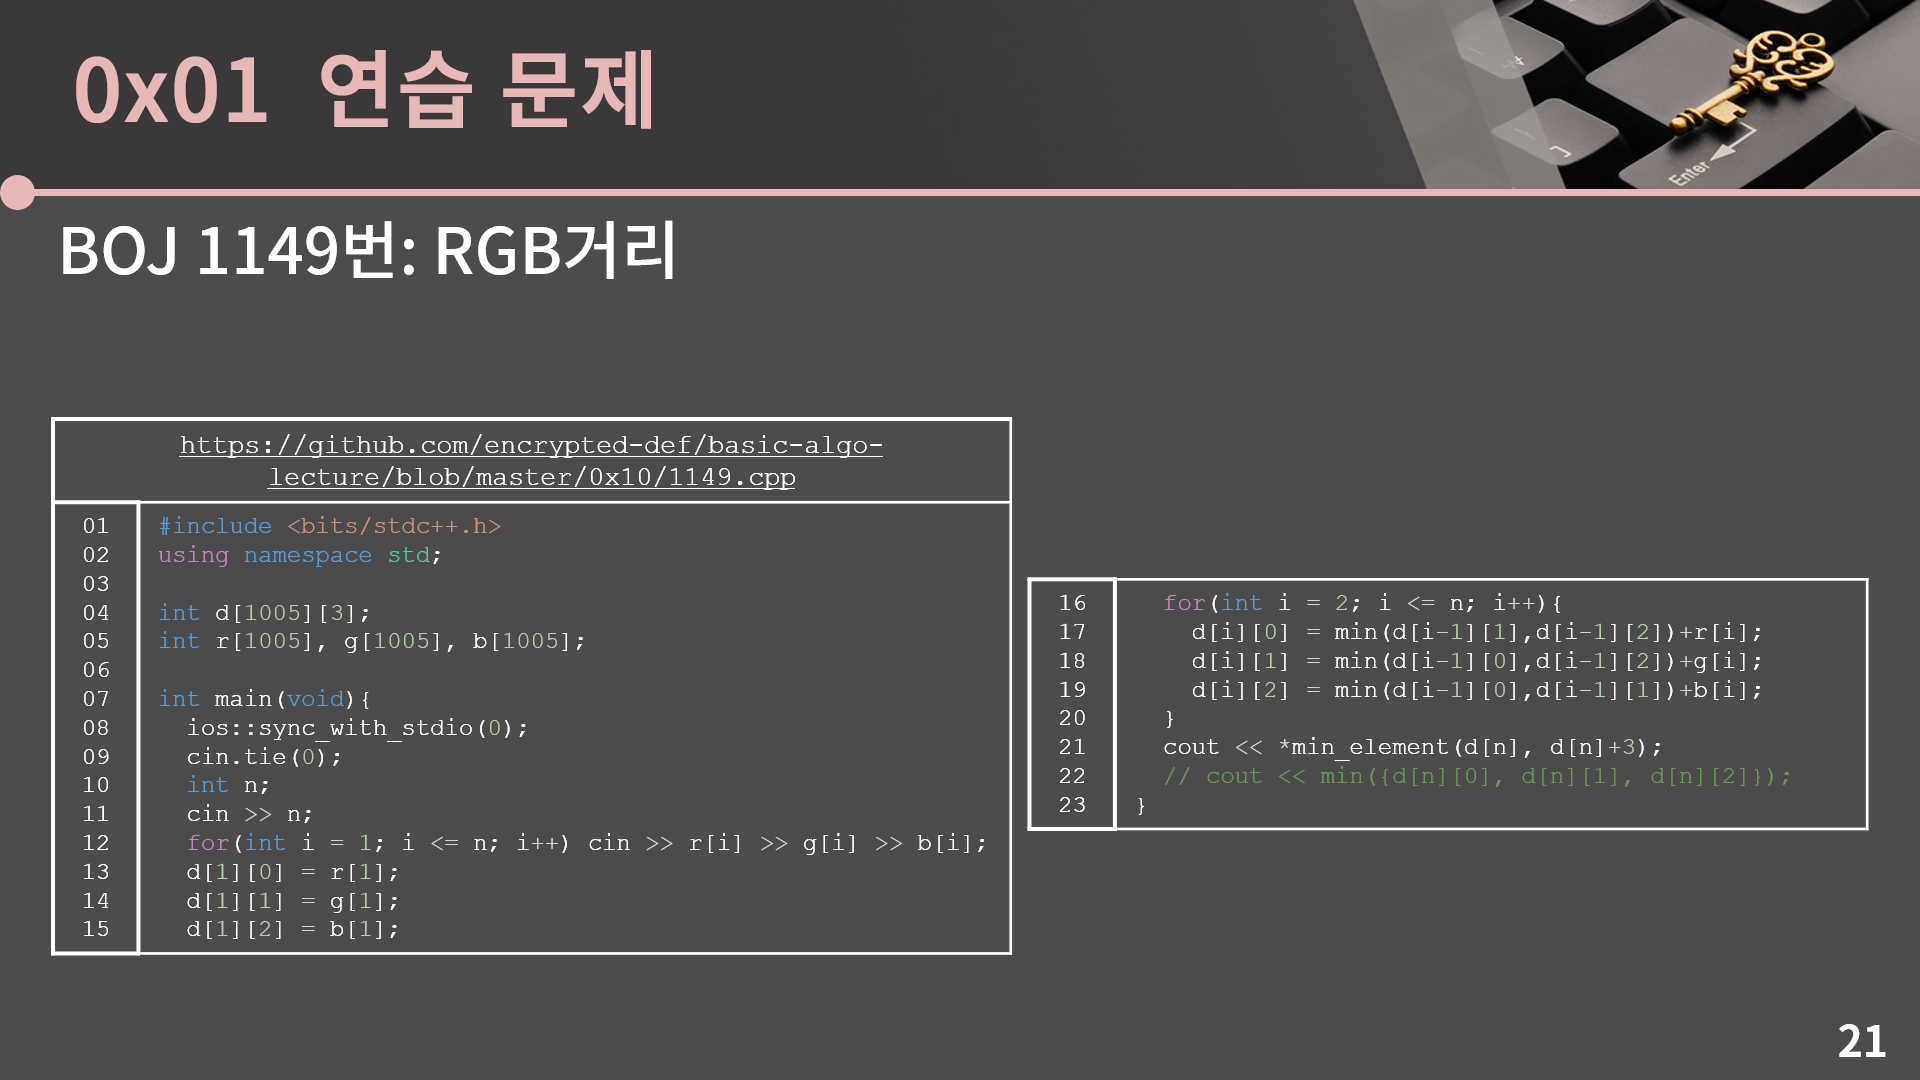 0x01 연습 문제
Enter
BOJ 1149번: RGB거리
https://github.com/encrypted-def/basic-algo-
lecture/blob/master/0x10/1149.cpp
01 #include <bits/stdc++.h>
02 using namespace std;
03
04 int d[1005][3];
05 int r[1005], g[1005], b[1005];
06
07 int main(void){
08   ios::sync_with_stdio(0);
09   cin.tie(0);
10   int n;
11   cin >> n;
12   for(int i = 1; i <= n; i++) cin >> r[i] >> g[i] >> b[i];
13   d[1][0] = r[1];
14   d[1][1] = g[1];
15   d[1][2] = b[1];
16   for(int i = 2; i <= n; i++){
17     d[i][0] = min(d[i-1][1],d[i-1][2])+r[i];
18     d[i][1] = min(d[i-1][0],d[i-1][2])+g[i];
19     d[i][2] = min(d[i-1][0],d[i-1][1])+b[i];
20   }
21   cout << *min_element(d[n], d[n]+3);
22   // cout << min({d[n][0], d[n][1], d[n][2]});
23 }
21